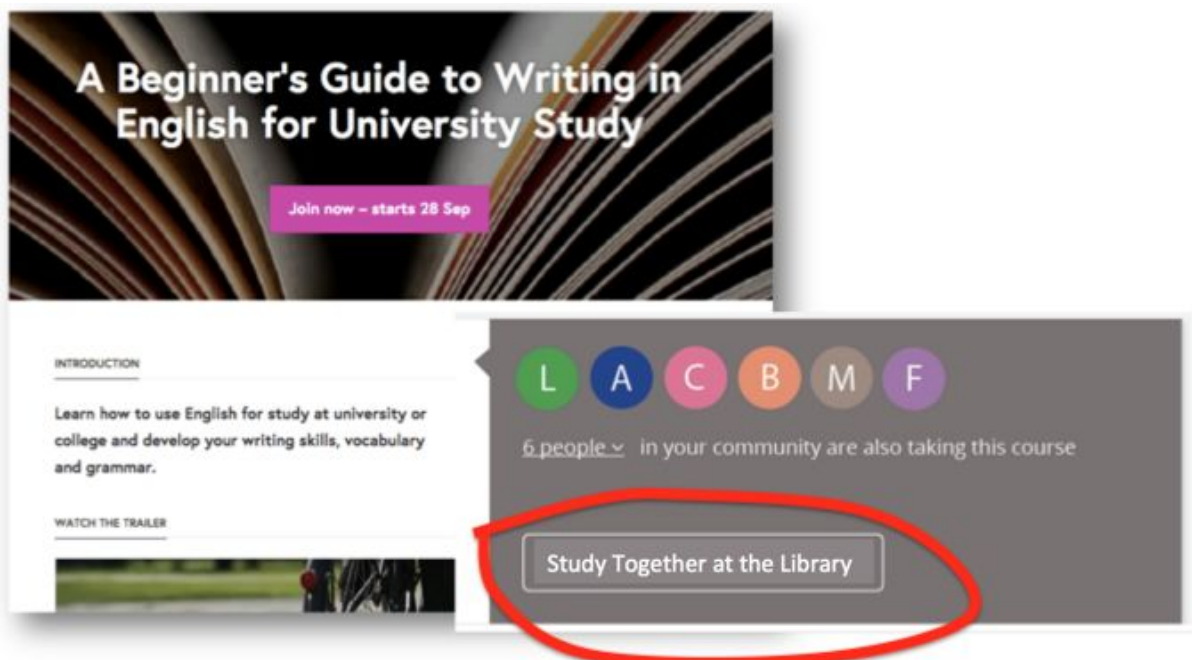 A Beginner's Guide to Writing in
English for University Study
Join now – starts 28 Sep
INTRODUCTION
Learn how to use English for study at university or
college and develop your writing skills, vocabulary
and grammar.
WATCH THE TRAILER
L A C B M F
6 people in your community are also taking this course
Study Together at the Library